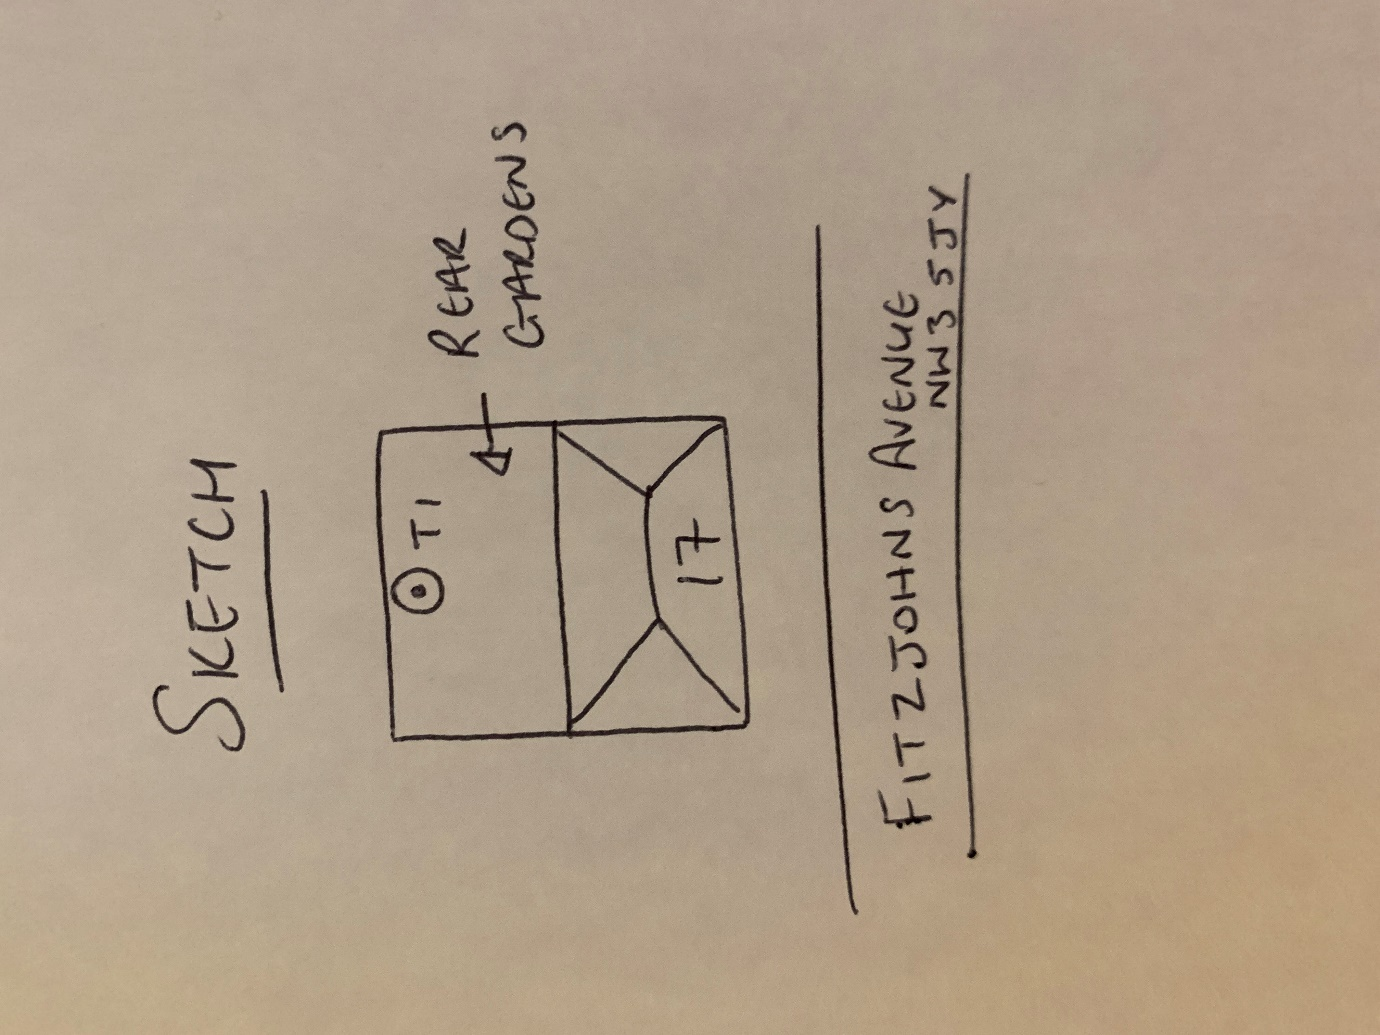 SKETCH
T1
REAR
GARDENS
17
FITZJOHNS AVENUE
NW3 5JY